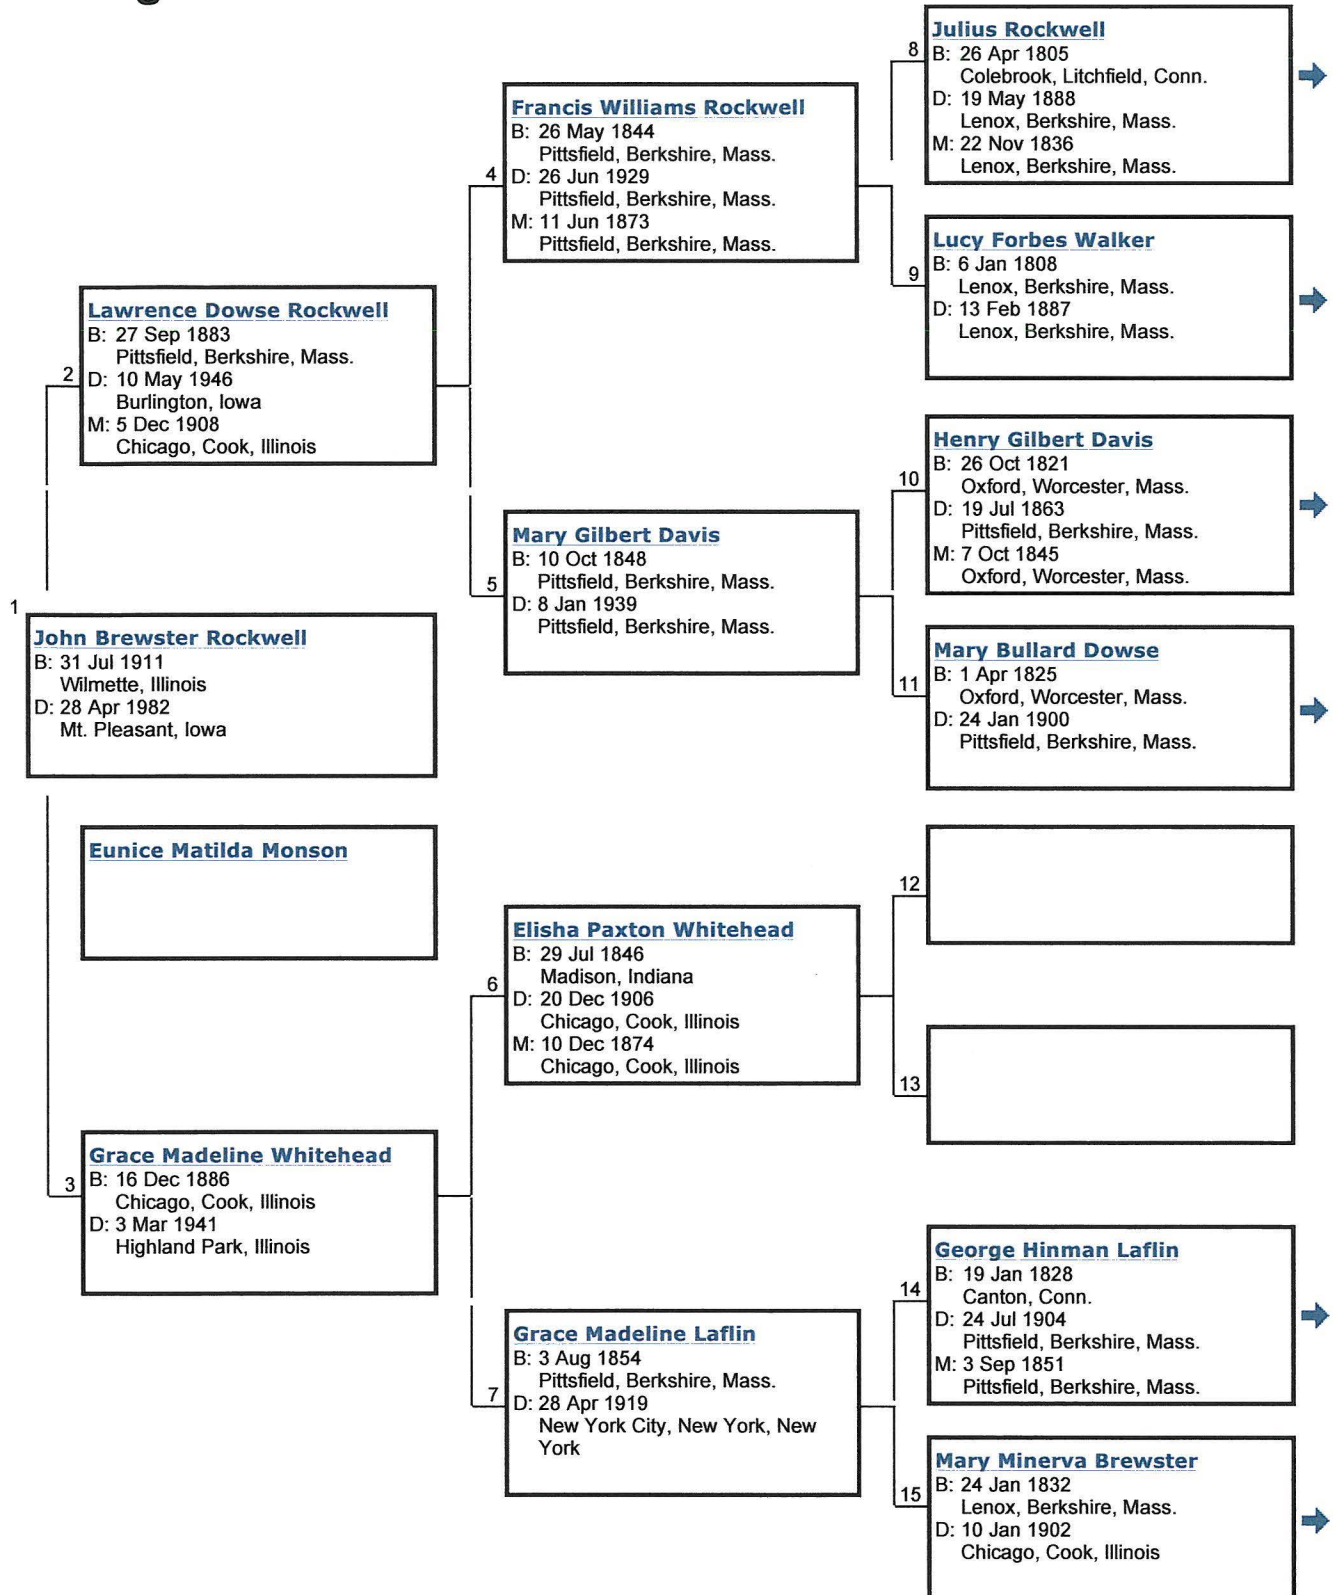 g
8
Julius Rockwell
B: 26 Apr 1805
Colebrook, Litchfield, Conn.
D: 19 May 1888
Lenox, Berkshire, Mass.
M: 22 Nov 1836
Lenox, Berkshire, Mass.
4
Francis Williams Rockwell
B: 26 May 1844
Pittsfield, Berkshire, Mass.
D: 26 Jun 1929
Pittsfield, Berkshire, Mass.
M: 11 Jun 1873
Pittsfield, Berkshire, Mass.
9
Lucy Forbes Walker
B: 6 Jan 1808
Lenox, Berkshire, Mass.
D: 13 Feb 1887
Lenox, Berkshire, Mass.
2
Lawrence Dowse Rockwell
B: 27 Sep 1883
Pittsfield, Berkshire, Mass.
D: 10 May 1946
Burlington, Iowa
M: 5 Dec 1908
Chicago, Cook, Illinois
10
Henry Gilbert Davis
B: 26 Oct 1821
Oxford, Worcester, Mass.
D: 19 Jul 1863
Pittsfield, Berkshire, Mass.
M: 7 Oct 1845
Oxford, Worcester, Mass.
5
Mary Gilbert Davis
B: 10 Oct 1848
Pittsfield, Berkshire, Mass.
D: 8 Jan 1939
Pittsfield, Berkshire, Mass.
11
Mary Bullard Dowse
B: 1 Apr 1825
Oxford, Worcester, Mass.
D: 24 Jan 1900
Pittsfield, Berkshire, Mass.
1
John Brewster Rockwell
B: 31 Jul 1911
Wilmette, Illinois
D: 28 Apr 1982
Mt. Pleasant, Iowa
Eunice Matilda Monson
12
6
Elisha Paxton Whitehead
B: 29 Jul 1846
Madison, Indiana
D: 20 Dec 1906
Chicago, Cook, Illinois
M: 10 Dec 1874
Chicago, Cook, Illinois
13
3
Grace Madeline Whitehead
B: 16 Dec 1886
Chicago, Cook, Illinois
D: 3 Mar 1941
Highland Park, Illinois
14
George Hinman Laflin
B: 19 Jan 1828
Canton, Conn.
D: 24 Jul 1904
Pittsfield, Berkshire, Mass.
M: 3 Sep 1851
Pittsfield, Berkshire, Mass.
7
Grace Madeline Laflin
B: 3 Aug 1854
Pittsfield, Berkshire, Mass.
D: 28 Apr 1919
New York City, New York, New
York
15
Mary Minerva Brewster
B: 24 Jan 1832
Lenox, Berkshire, Mass.
D: 10 Jan 1902
Chicago, Cook, Illinois